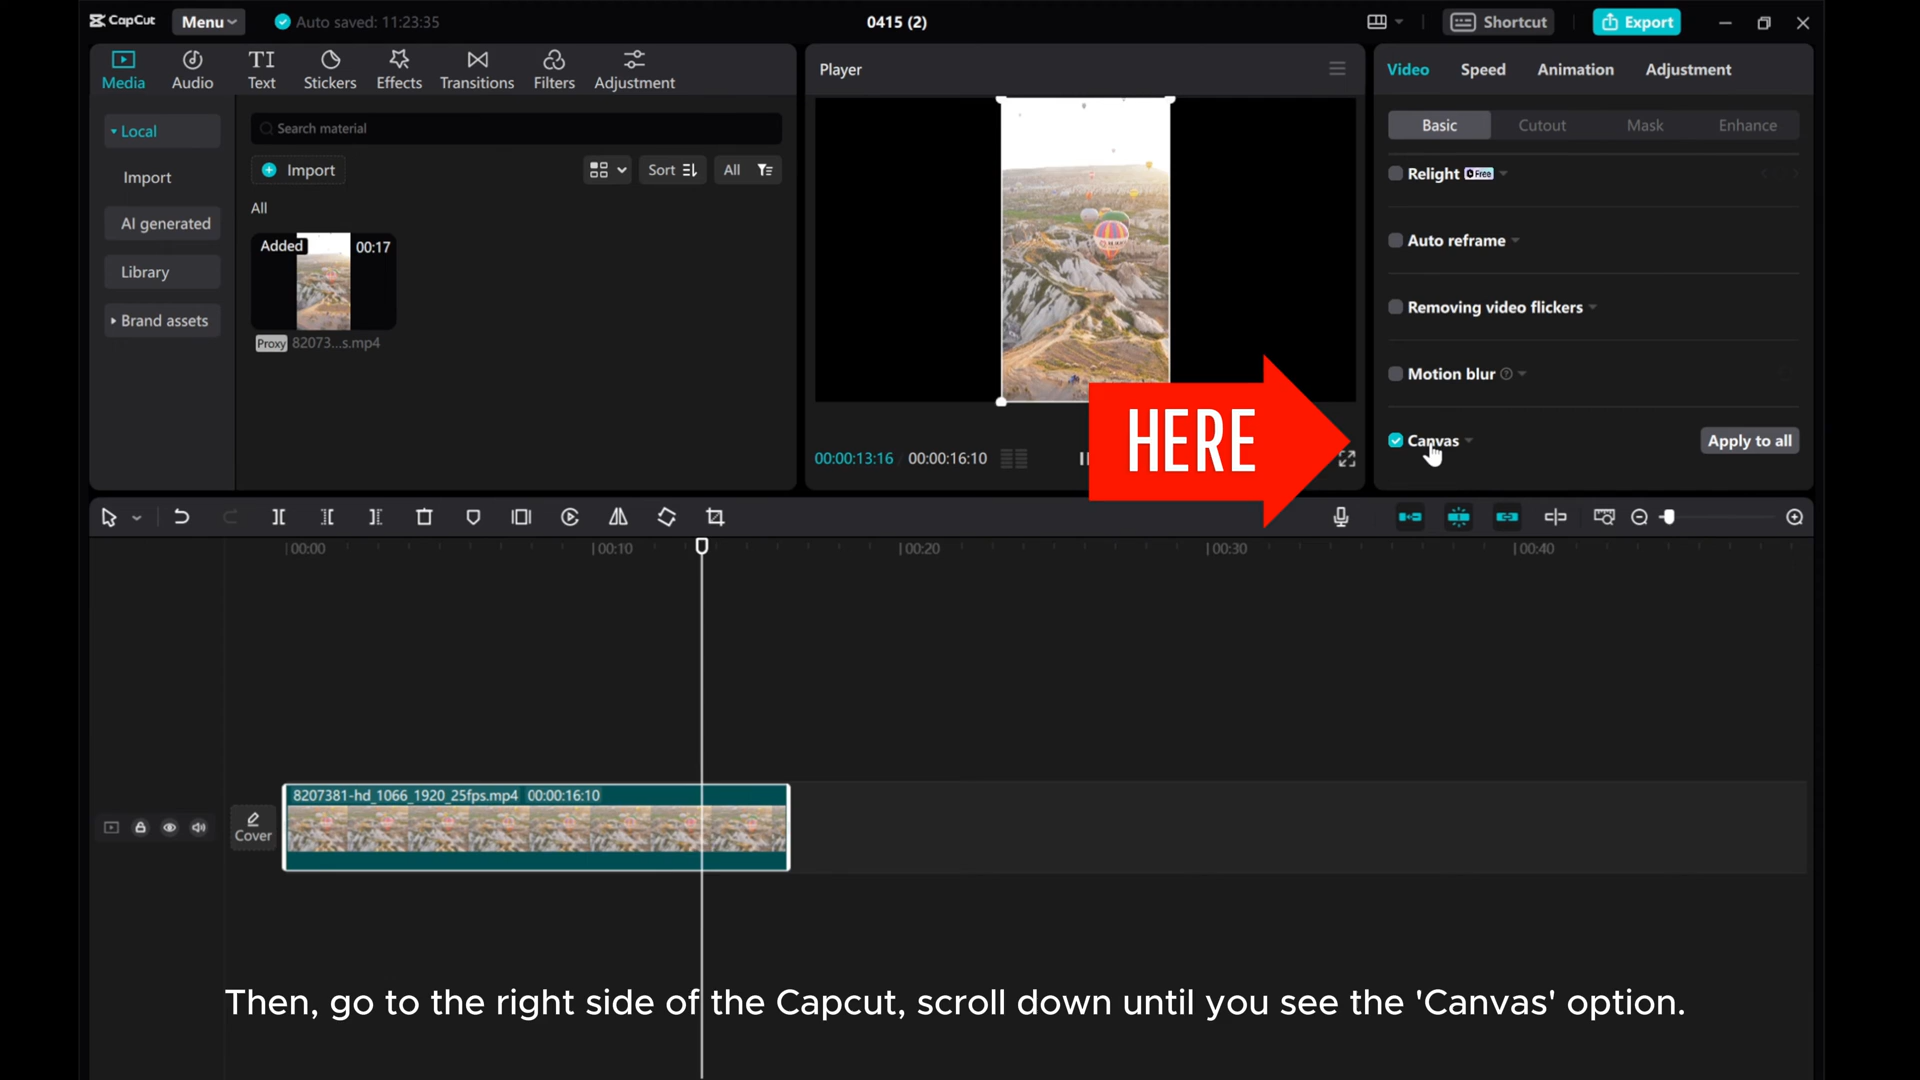 CapCut
Menu
Auto saved: 11:23:35
0415 (2)
Shortcut
Export
Media
Audio
TI
Text
Stickers
Effects
Transitions
Filters
Adjustment
Player
Video
Speed
Animation
Adjustment
Local
Import
AI generated
Library
Brand assets
Search material
Import
Sort
All
All
Added
00:17
Proxy
82073...s.mp4
Basic
Cutout
Mask
Enhance
Relight
Free
Auto reframe
Removing video flickers
Motion blur
Canvas
Apply to all
HERE
00:00:13:16
00:00:16:10
00:00
00:10
00:20
00:30
00:40
Cover
8207381-hd_1066_1920_25fps.mp4 00:00:16:10
Then, go to the right side of the Capcut, scroll down until you see the 'Canvas' option.